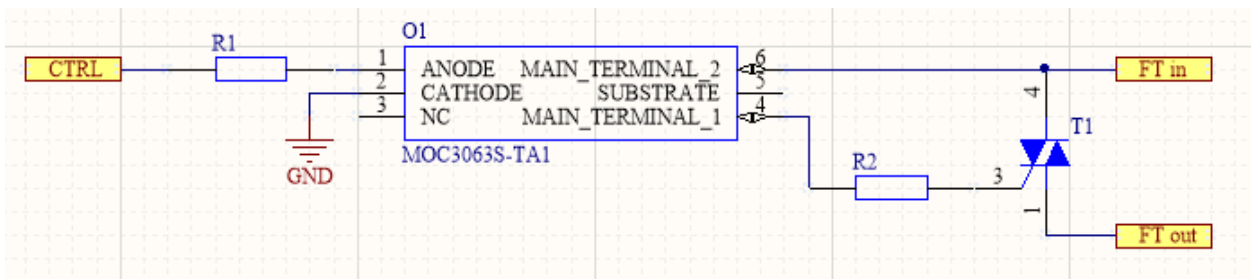 O1
R1
CTRL
1
ANODE
MAIN_TERMINAL_2
6
FT in
2
CATHODE
SUBSTRATE
5
3
NC
MAIN_TERMINAL_1
4
4
T1
MOC3063S-TA1
GND
R2
3
1
FT out